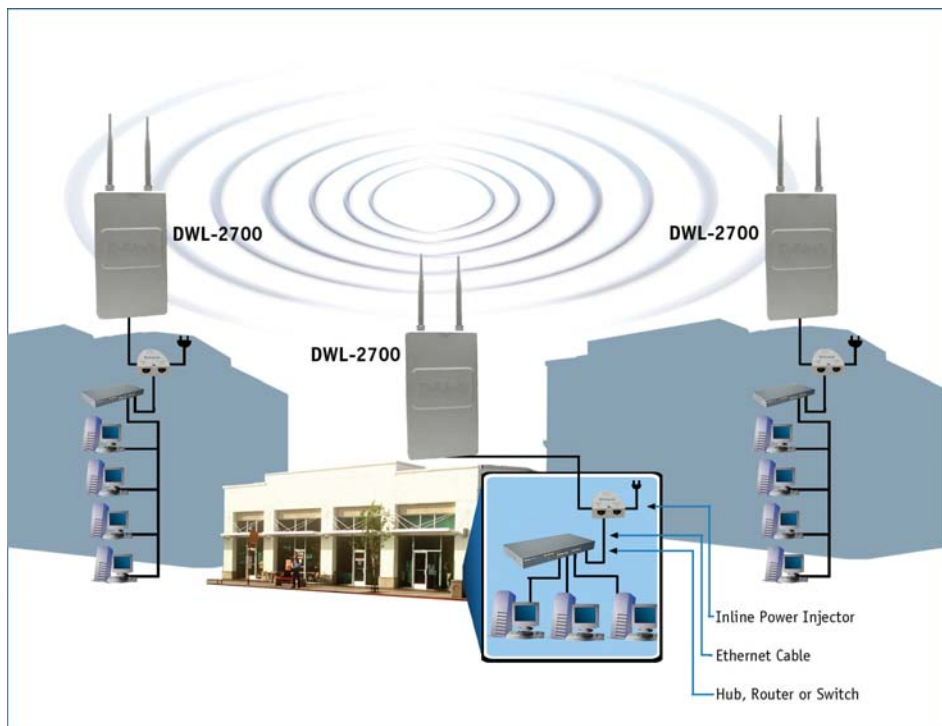 DWL-2700
DWL-2700
DWL-2700
Inline Power Injector
Ethernet Cable
Hub, Router or Switch